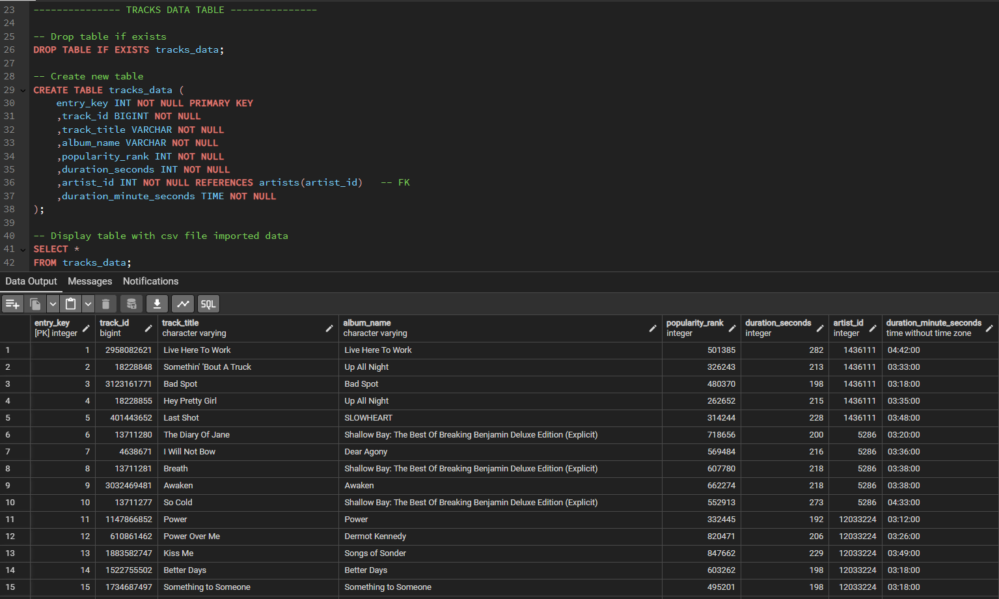 23 --------------- TRACKS DATA TABLE ---------------
24
25 -- Drop table if exists
26 DROP TABLE IF EXISTS tracks_data;
27
28 -- Create new table
29 CREATE TABLE tracks_data (
30 entry_key INT NOT NULL PRIMARY KEY
31 ,track_id BIGINT NOT NULL
32 ,track_title VARCHAR NOT NULL
33 ,album_name VARCHAR NOT NULL
34 ,popularity_rank INT NOT NULL
35 ,duration_seconds INT NOT NULL
36 ,artist_id INT NOT NULL REFERENCES artists(artist_id) -- FK
37 ,duration_minute_seconds TIME NOT NULL
38 );
39
40 -- Display table with csv file imported data
41 SELECT *
42 FROM tracks_data;
Data Output Messages Notifications
SQL
entry_key track_id track_title album_name popularity_rank duration_seconds artist_id duration_minute_seconds
[PK] integer bigint character varying character varying integer integer integer time without time zone
1 1 2958082621 Live Here To Work Live Here To Work 501385 282 1436111 04:42:00
2 2 18228848 Somethin' 'Bout A Truck Up All Night 326243 213 1436111 03:33:00
3 3 3123161771 Bad Spot Bad Spot 480370 198 1436111 03:18:00
4 4 18228855 Hey Pretty Girl Up All Night 262652 215 1436111 03:35:00
5 5 401443652 Last Shot SLOWHEART 314244 228 1436111 03:48:00
6 6 13711280 The Diary Of Jane Shallow Bay: The Best Of Breaking Benjamin Deluxe Edition (Explicit) 718656 200 5286 03:20:00
7 7 4638671 I Will Not Bow Dear Agony 569484 216 5286 03:36:00
8 8 13711281 Breath Shallow Bay: The Best Of Breaking Benjamin Deluxe Edition (Explicit) 607780 218 5286 03:38:00
9 9 3032469481 Awaken Awaken 662274 218 5286 03:38:00
10 10 13711277 So Cold Shallow Bay: The Best Of Breaking Benjamin Deluxe Edition (Explicit) 552913 273 5286 04:33:00
11 11 1147866852 Power Power 332445 192 12033224 03:12:00
12 12 610861462 Power Over Me Dermot Kennedy 820471 206 12033224 03:26:00
13 13 1883582747 Kiss Me Songs of Sonder 847662 229 12033224 03:49:00
14 14 1522755502 Better Days Better Days 603262 198 12033224 03:18:00
15 15 1734687497 Something to Someone Something to Someone 495201 198 12033224 03:18:00